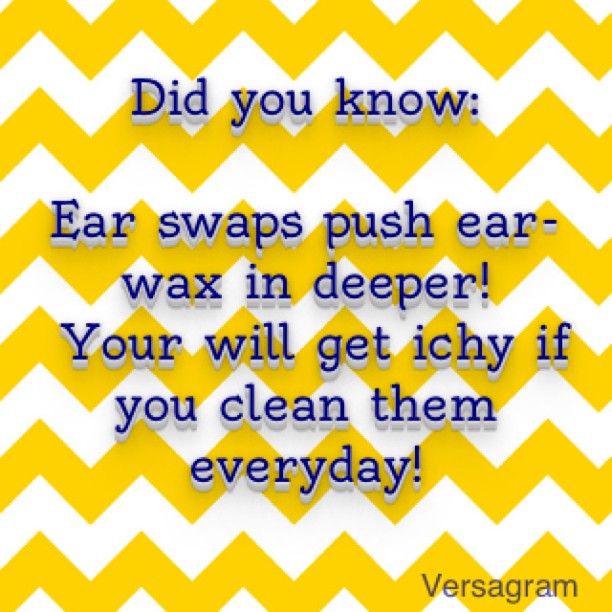 Did you know:
Ear swaps push ear-
wax in deeper!
Your will get ichy if
you clean them
everyday!
Versagram